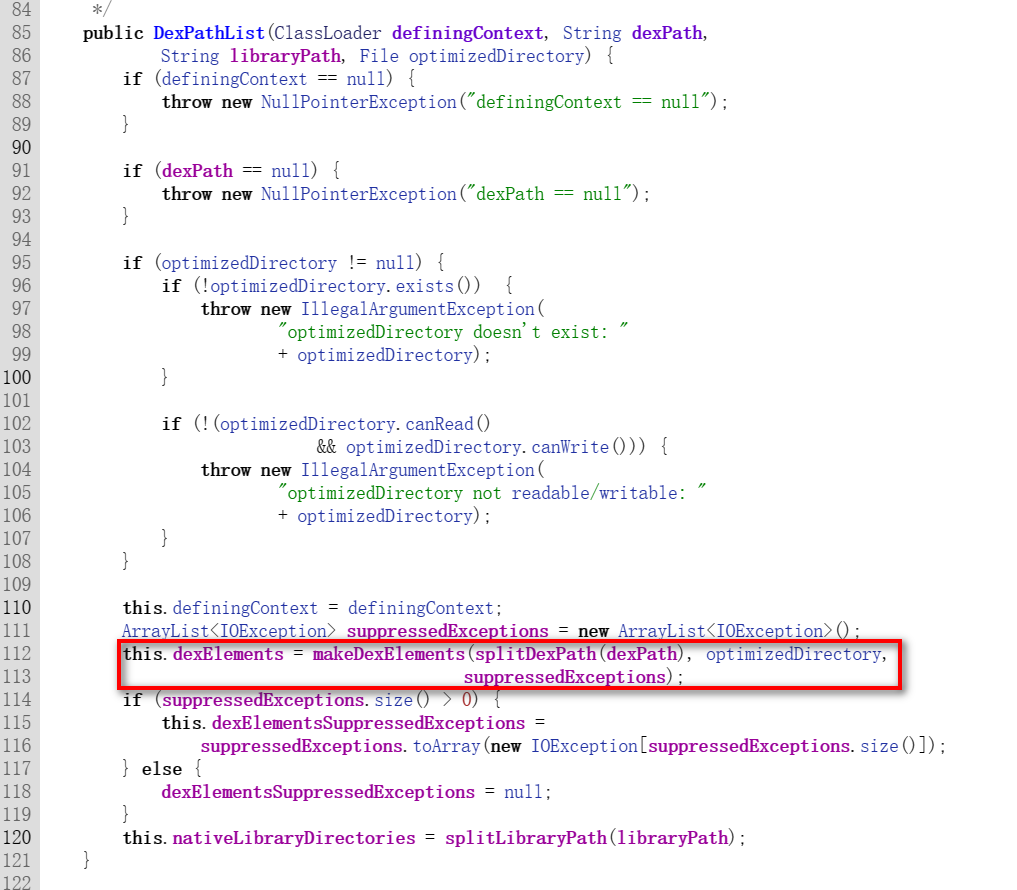 84      */
85     public DexPathList(ClassLoader definingContext, String dexPath,
86             String libraryPath, File optimizedDirectory) {
87         if (definingContext == null) {
88             throw new NullPointerException("definingContext == null");
89         }
90
91         if (dexPath == null) {
92             throw new NullPointerException("dexPath == null");
93         }
94
95         if (optimizedDirectory != null) {
96             if (!optimizedDirectory.exists())  {
97                 throw new IllegalArgumentException(
98                         "optimizedDirectory doesn't exist: "
99                         + optimizedDirectory);
100             }
101
102             if (!(optimizedDirectory.canRead()
103                             && optimizedDirectory.canWrite())) {
104                 throw new IllegalArgumentException(
105                         "optimizedDirectory not readable/writable: "
106                         + optimizedDirectory);
107             }
108         }
109
110         this.definingContext = definingContext;
111         ArrayList<IOException> suppressedExceptions = new ArrayList<IOException>();
112         this.dexElements = makeDexElements(splitDexPath(dexPath), optimizedDirectory,
113                                            suppressedExceptions);
114         if (suppressedExceptions.size() > 0) {
115             this.dexElementsSuppressedExceptions =
116                 suppressedExceptions.toArray(new IOException[suppressedExceptions.size()]);
117         } else {
118             dexElementsSuppressedExceptions = null;
119         }
120         this.nativeLibraryDirectories = splitLibraryPath(libraryPath);
121     }
122